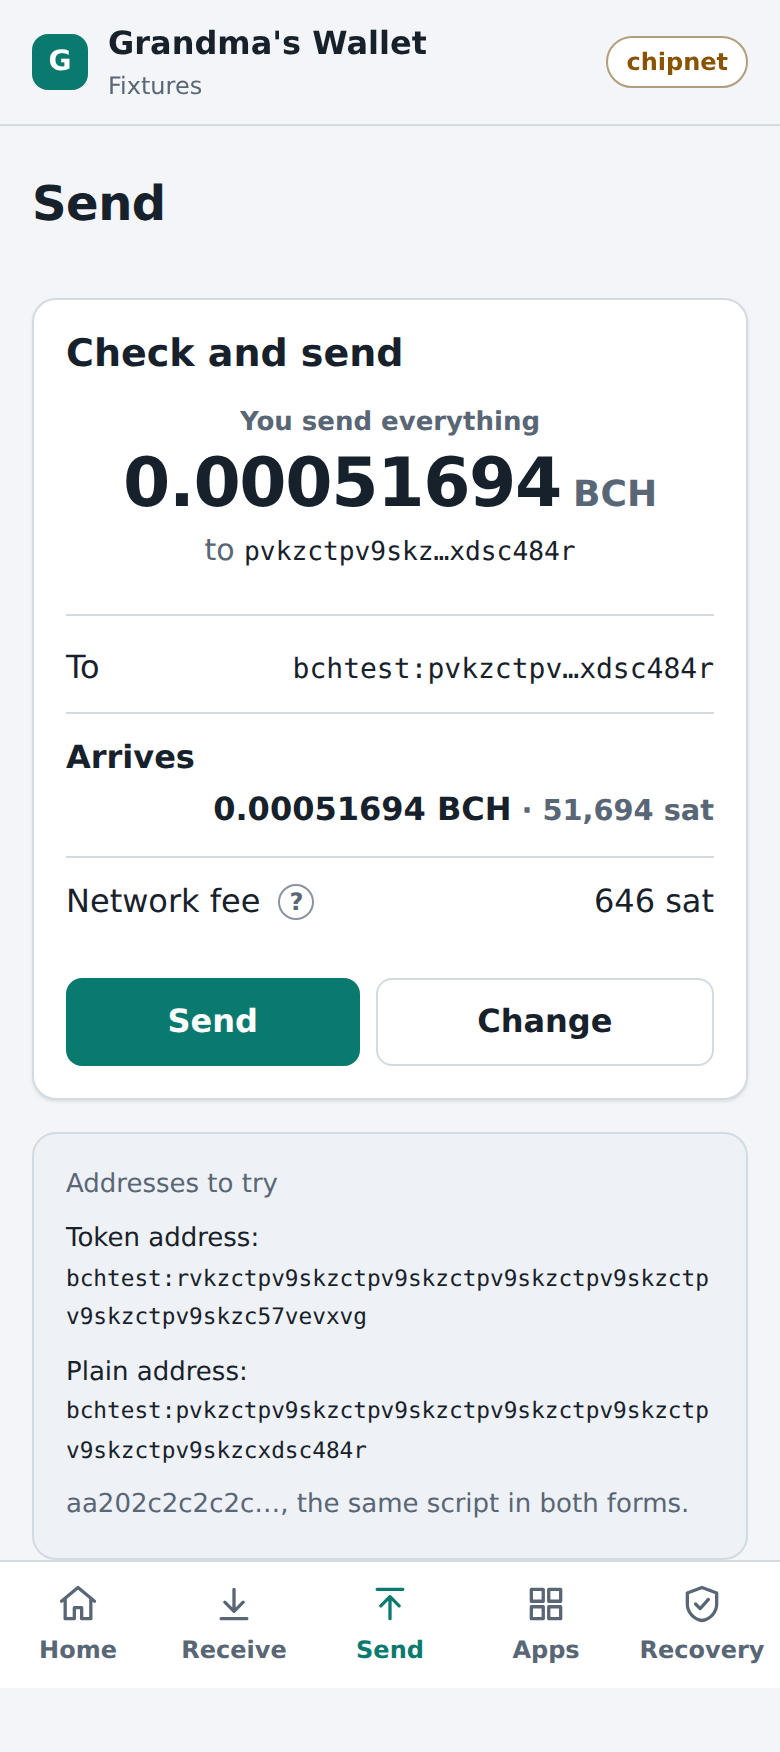 G
Grandma's Wallet
Fixtures
chipnet
Send
Check and send
You send everything
0.00051694 BCH
to pvkzctpv9skz…xdsc484r
To bchtest:pvkzctpv…xdsc484r
Arrives
0.00051694 BCH · 51,694 sat
Network fee ? 646 sat
Send Change
Addresses to try
Token address:
bchtest:rvkzctpv9skzctpv9skzctpv9skzctpv9skzctp
v9skzctpv9skzc57vevxvg
Plain address:
bchtest:pvkzctpv9skzctpv9skzctpv9skzctpv9skzctp
v9skzctpv9skzcxdsc484r
aa202c2c2c2c…, the same script in both forms.
Home Receive Send Apps Recovery